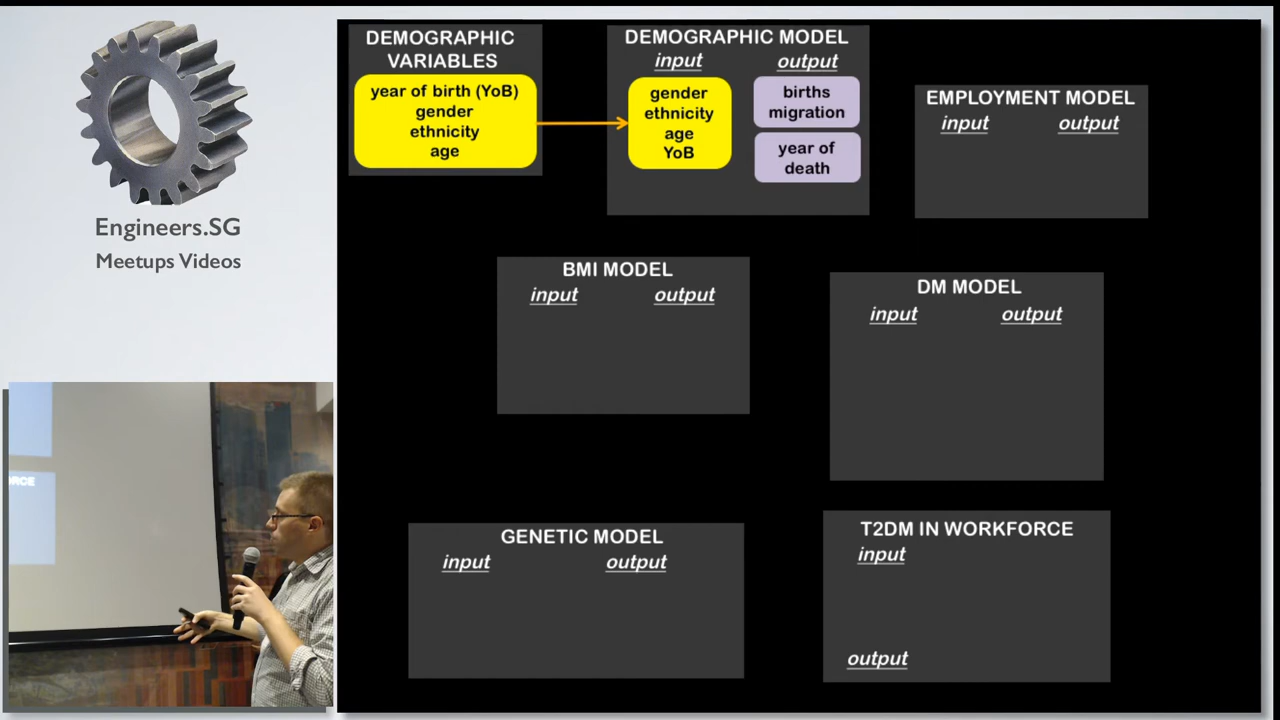 Engineers.SG
Meetups Videos
DEMOGRAPHIC
VARIABLES
year of birth (YoB)
gender
ethnicity
age
DEMOGRAPHIC MODEL
input
output
gender
ethnicity
age
YoB
births
migration
year of
death
EMPLOYMENT MODEL
input
output
BMI MODEL
input
output
DM MODEL
input
output
GENETIC MODEL
input
output
T2DM IN WORKFORCE
input
output